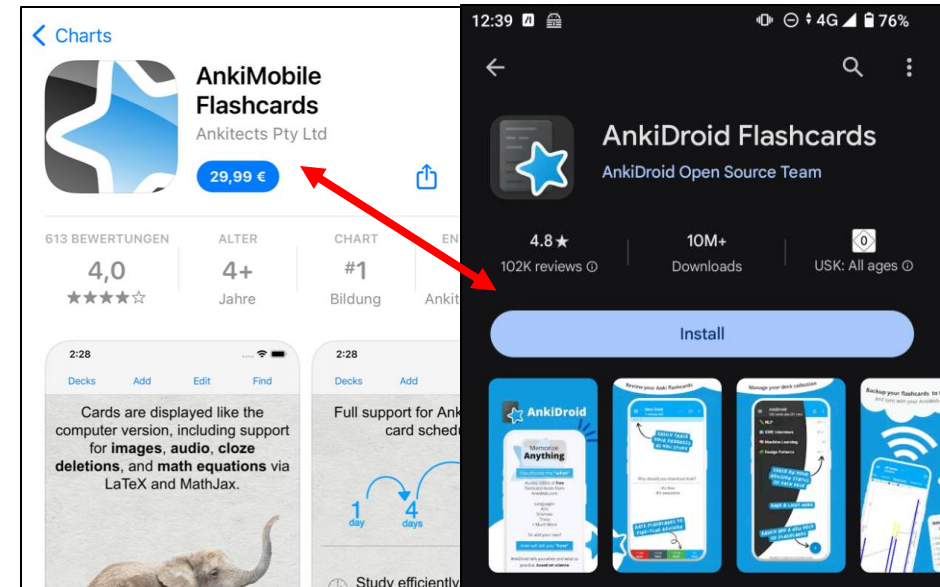 Charts
AnkiMobile
Flashcards
Ankitects Pty Ltd
29,99 €
613 BEWERTUNGEN
ALTER
CHART
EN
4,0
4+
#1
Jahre
Bildung
Ankit
2:28
Decks Add Edit Find
Cards are displayed like the
computer version, including support
for images, audio, cloze
deletions, and math equations via
LaTeX and MathJax.
2:28
Decks Add
Full support for Ank
card schedu
1
day
4
days
Study efficiently
12:39
4G 76%
AnkiDroid Flashcards
AnkiDroid Open Source Team
4.8★
102K reviews
10M+
Downloads
0
USK: All ages
Install
AnkiDroid
Memorize
Anything
Review your Anki flashcards
Manage your deck collection
Backup your flashcards to